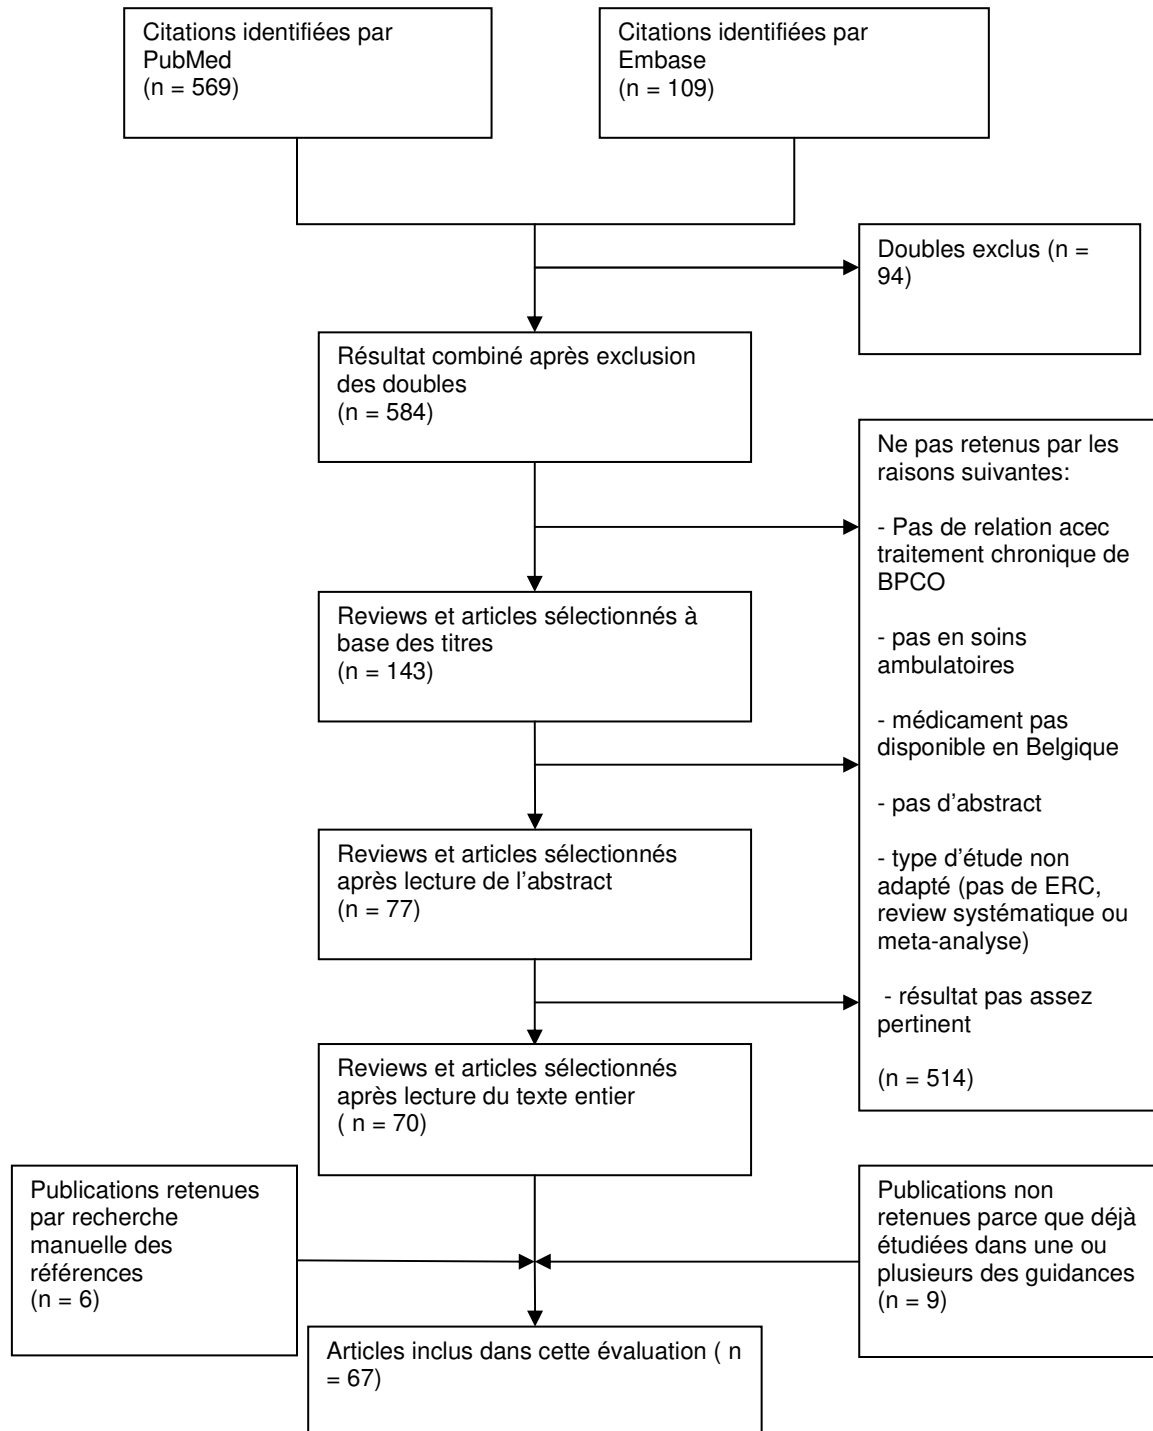 Citations identifiées par
PubMed
(n = 569)
Citations identifiées par
Embase
(n = 109)
Doubles exclus (n =
94)
Résultat combiné après exclusion
des doubles
(n = 584)
Ne pas retenus par les
raisons suivantes:
- Pas de relation acec
traitement chronique de
BPCO
- pas en soins
ambulatoires
- médicament pas
disponible en Belgique
- pas d’abstract
- type d’étude non
adapté (pas de ERC,
review systématique ou
meta-analyse)
- résultat pas assez
pertinent
(n = 514)
Reviews et articles sélectionnés à
base des titres
(n = 143)
Reviews et articles sélectionnés
après lecture de l’abstract
(n = 77)
Reviews et articles sélectionnés
après lecture du texte entier
( n = 70)
Publications retenues
par recherche
manuelle des
références
(n = 6)
Publications non
retenues parce que déjà
étudiées dans une ou
plusieurs des guidances
(n = 9)
Articles inclus dans cette évaluation ( n
= 67)